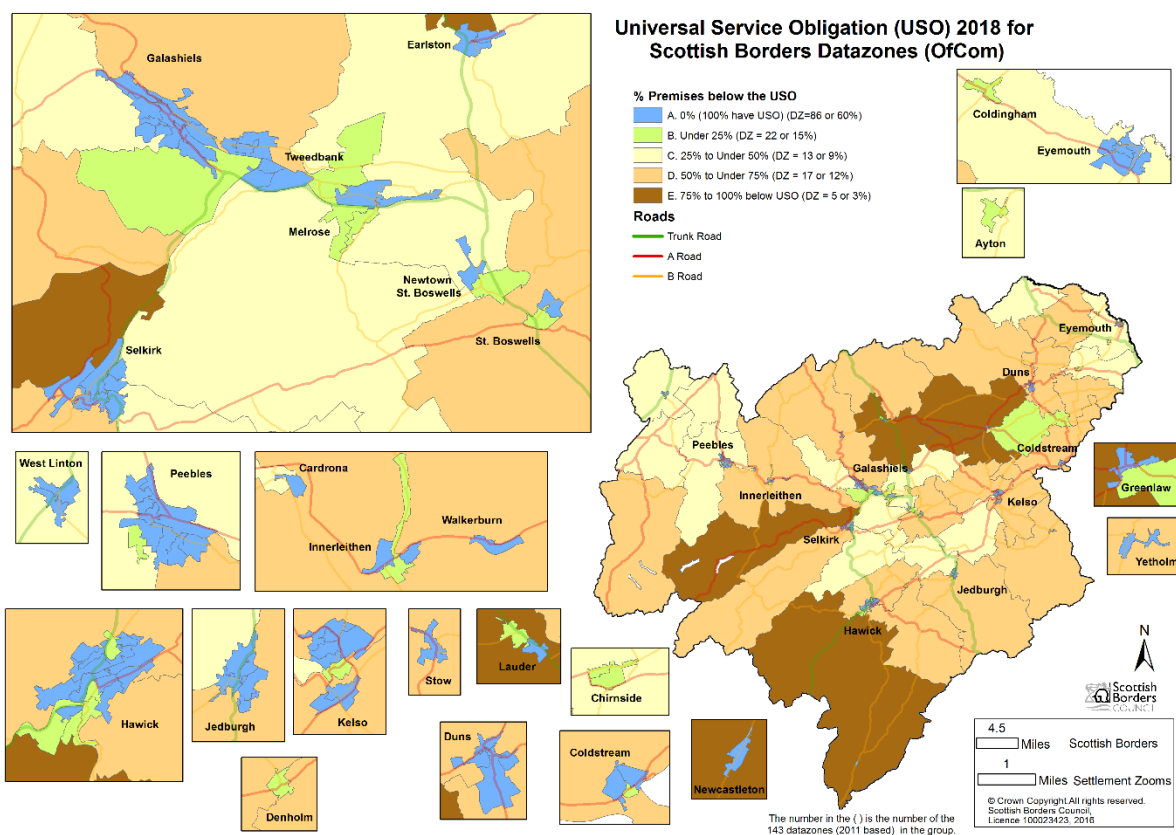 Universal Service Obligation (USO) 2018 for
Scottish Borders Datazones (OfCom)
% Premises below the USO
A. 0% (100% have USO) (DZ=86 or 60%)
B. Under 25% (DZ = 22 or 15%)
C. 25% to Under 50% (DZ = 13 or 9%)
D. 50% to Under 75% (DZ = 17 or 12%)
E. 75% to 100% below USO (DZ = 5 or 3%)
Roads
Trunk Road
A Road
B Road
Galashiels
Earlston
Tweedbank
Melrose
Newtown
St. Boswells
St. Boswells
Selkirk
Coldingham
Eyemouth
Ayton
Eyemouth
Duns
Coldstream
Peebles
Galashiels
Innerleithen
Kelso
Selkirk
Jedburgh
Hawick
Greenlaw
Yetholm
West Linton
Peebles
Cardrona
Walkerburn
Innerleithen
Hawick
Jedburgh
Kelso
Stow
Lauder
Chirnside
Denholm
Duns
Coldstream
Newcastleton
N
Scottish
Borders
COUNCIL
4.5
Miles Scottish Borders
1
Miles Settlement Zooms
© Crown Copyright.All rights reserved.
Scottish Borders Council,
Licence 100023423, 2016
The number in the ( ) is the number of the
143 datazones (2011 based) in the group.